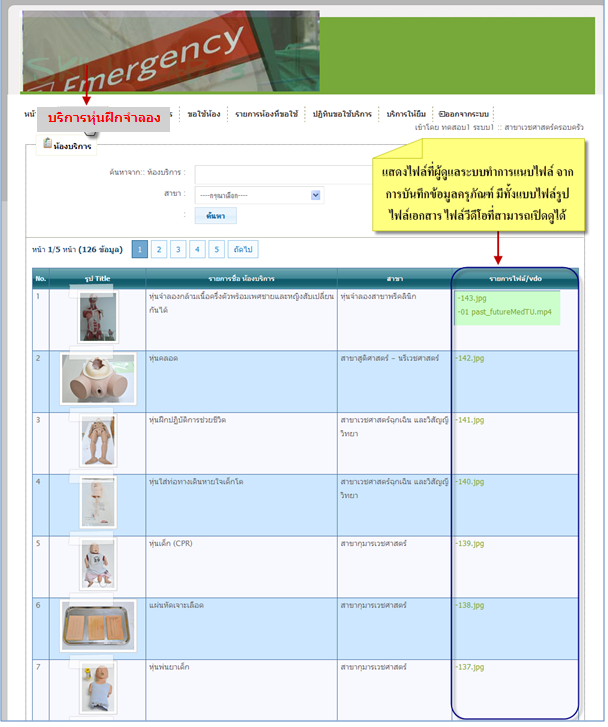 Emergency
หน้า
บริการหุ่นฝึกจำลอง
ขอใช้ห้อง
รายการห้องที่ขอใช้
ปฏิทินขอใช้บริการ
บริการให้ยืม
ออกจากระบบ
เข้าโดย ทดสอบ1 ระบบ1 :: สาขาเวชศาสตร์ครอบครัว
ห้องบริการ
แสดงไฟล์ที่ผู้ดูแลระบบทำการแนบไฟล์ จาก
การบันทึกข้อมูลครุภัณฑ์ มีทั้งแบบไฟล์รูป
ไฟล์เอกสาร ไฟล์วีดีโอที่สามารถเปิดดูได้
ค้นหาจาก:: ห้องบริการ :
สาขา :
----กรุณาเลือก----
:
ค้นหา
หน้า 1/5 หน้า (126 ข้อมูล)
1 2 3 4 5 ถัดไป
No. รูป Title รายการชื่อ ห้องบริการ สาขา รายการไฟล์/vdo
1 หุ่นจำลองกล้ามเนื้อครึ่งตัวพร้อมเพศชายและหญิงสับเปลี่ยน หุ่นจำลองสาขาพรีคลินิก -143.jpg
กันได้ -01 past_futureMedTU.mp4
2 หุ่นคลอด สาขาสูติศาสตร์ – นรีเวชศาสตร์ -142.jpg
3 หุ่นฝึกปฏิบัติการช่วยชีวิต สาขาเวชศาสตร์ฉุกเฉิน และวิสัญญี -141.jpg
วิทยา
4 หุ่นใส่ท่อทางเดินหายใจเด็กโต สาขาเวชศาสตร์ฉุกเฉิน และวิสัญญี -140.jpg
วิทยา
5 หุ่นเด็ก (CPR) สาขากุมารเวชศาสตร์ -139.jpg
6 แผ่นหัดเจาะเลือด สาขากุมารเวชศาสตร์ -138.jpg
7 หุ่นพ่นยาเด็ก สาขากุมารเวชศาสตร์ -137.jpg